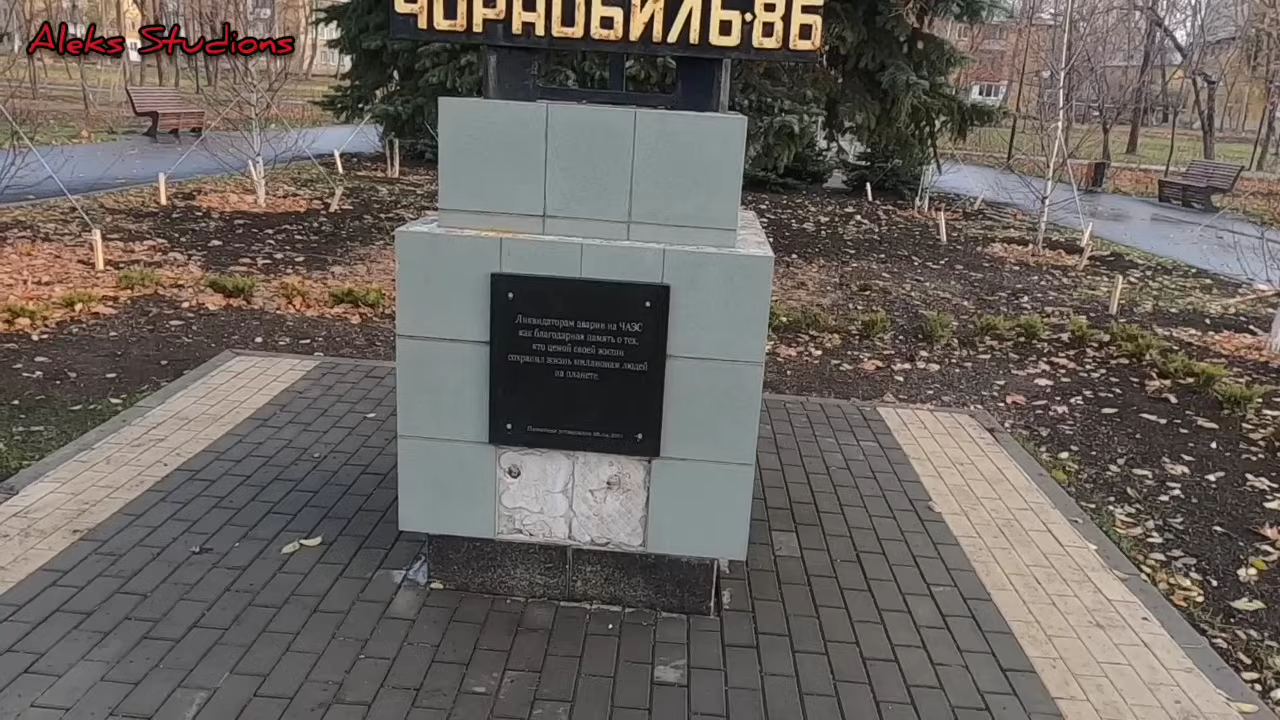 Aleks Studions
ЧОРНОБИЛЬ·86
Ликвидаторам аварии на ЧАЭС
как благодарная память о тех,
кто ценой своей жизни
сохранил жизнь миллионам людей
на планете.